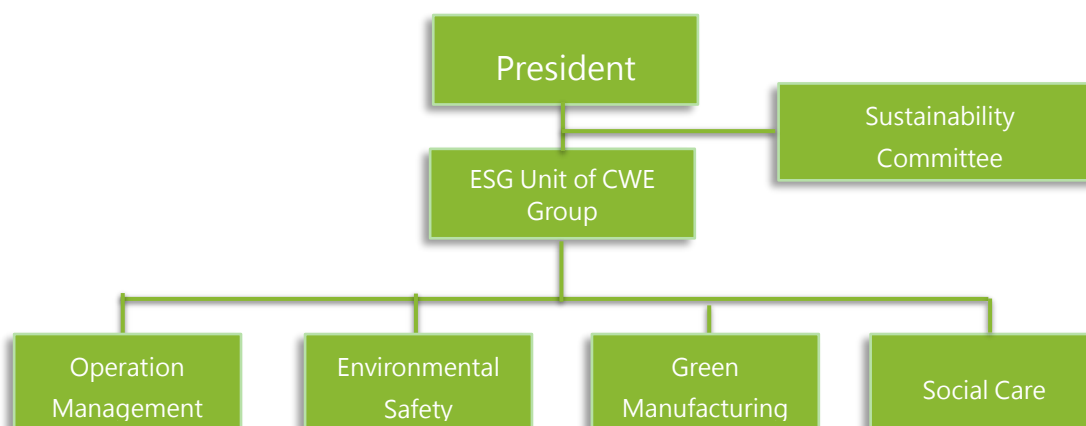 President
Sustainability
Committee
ESG Unit of CWE
Group
Operation
Management
Environmental
Safety
Green
Manufacturing
Social Care